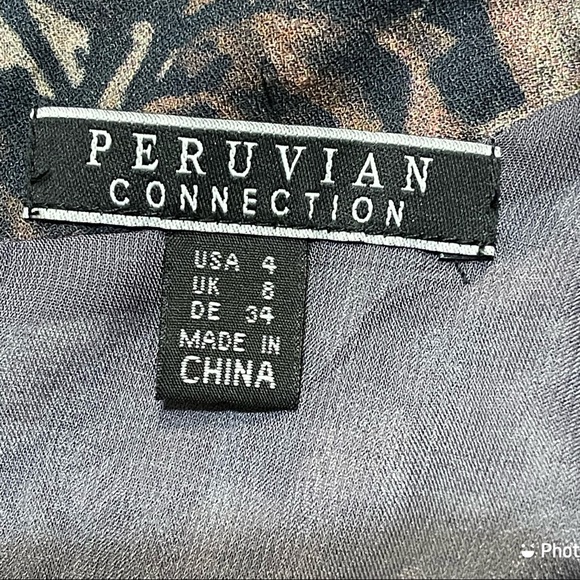 PERUVIAN
CONNECTION
USA 4
UK 8
DE 34
MADE IN
CHINA
Phot